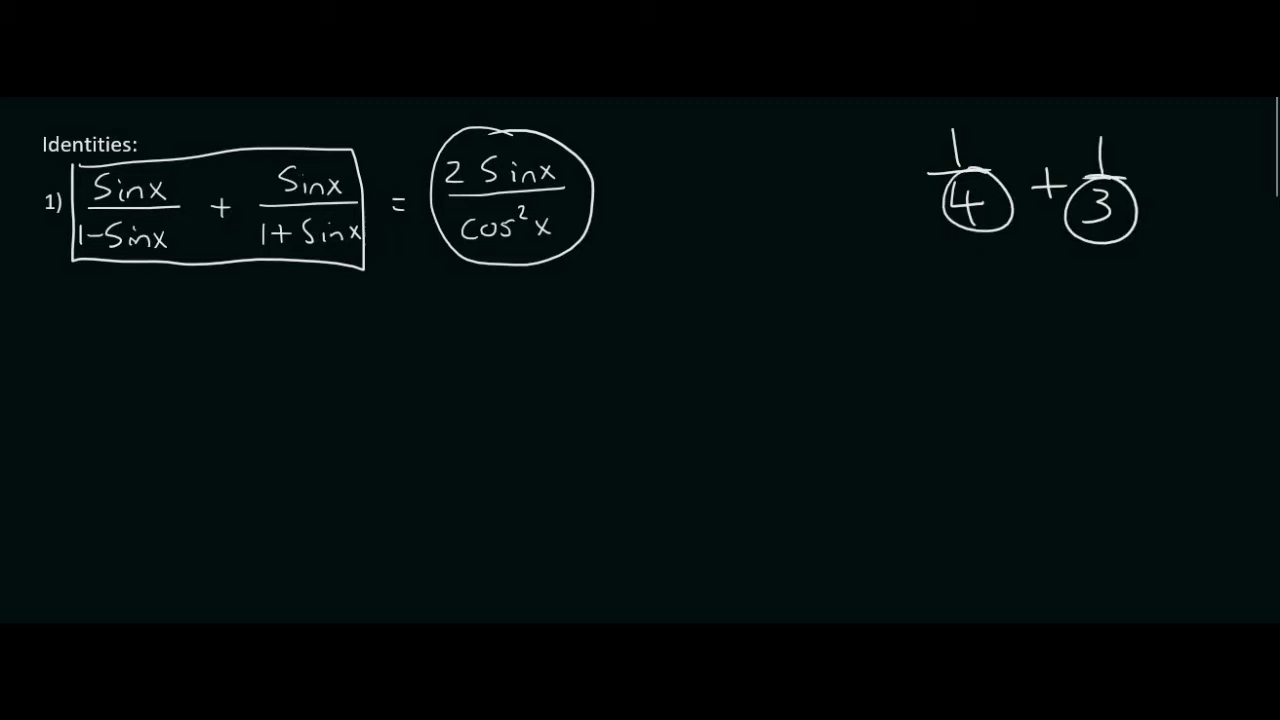 Identities:
1) Sinx/1-Sinx + Sinx/1+Sinx = 2 Sinx/cos²x
1/4 + 1/3